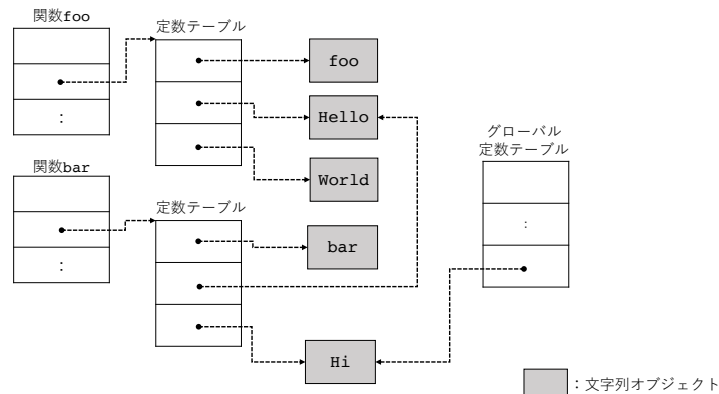 関数foo
:
定数テーブル
foo
Hello
World
関数bar
:
定数テーブル
bar
Hi
グローバル
定数テーブル
:
：文字列オブジェクト